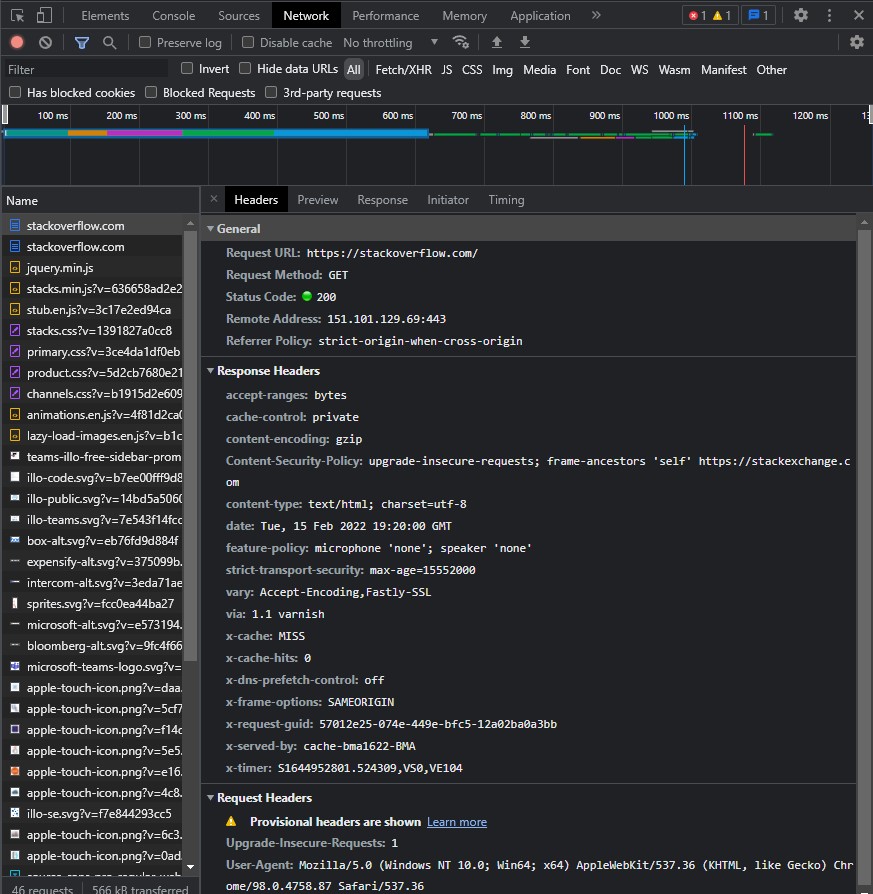 Elements Console Sources Network Performance Memory Application » 1 1 1
Preserve log Disable cache No throttling
Filter Invert Hide data URLs All Fetch/XHR JS CSS Img Media Font Doc WS Wasm Manifest Other
Has blocked cookies Blocked Requests 3rd-party requests
100 ms 200 ms 300 ms 400 ms 500 ms 600 ms 700 ms 800 ms 900 ms 1000 ms 1100 ms 1200 ms
Name
stackoverflow.com
stackoverflow.com
jquery.min.js
stacks.min.js?v=636658ad2e2
stub.en.js?v=3c17e2ed94ca
stacks.css?v=1391827a0cc8
primary.css?v=3ce4da1df0eb
product.css?v=5d2cb7680e21
channels.css?v=b1915d2e609
animations.en.js?v=4f81d2ca0
lazy-load-images.en.js?v=b1c
teams-illo-free-sidebar-prom
illo-code.svg?v=b7ee00fff9d8
illo-public.svg?v=14bd5a5060
illo-teams.svg?v=7e543f14fcc
box-alt.svg?v=eb76fd9d884f
expensify-alt.svg?v=375099b.
intercom-alt.svg?v=3eda71ae
sprites.svg?v=fcc0ea44ba27
microsoft-alt.svg?v=e573194.
bloomberg-alt.svg?v=9fc4f66
microsoft-teams-logo.svg?v=
apple-touch-icon.png?v=daa.
apple-touch-icon.png?v=5cf7
apple-touch-icon.png?v=f14c
apple-touch-icon.png?v=5e5.
apple-touch-icon.png?v=e16.
apple-touch-icon.png?v=4c8.
illo-se.svg?v=f7e844293cc5
apple-touch-icon.png?v=6c3.
apple-touch-icon.png?v=0ad.
46 requests 566 kB transferred
× Headers Preview Response Initiator Timing
General
Request URL: https://stackoverflow.com/
Request Method: GET
Status Code: 200
Remote Address: 151.101.129.69:443
Referrer Policy: strict-origin-when-cross-origin
Response Headers
accept-ranges: bytes
cache-control: private
content-encoding: gzip
Content-Security-Policy: upgrade-insecure-requests; frame-ancestors 'self' https://stackexchange.c
om
content-type: text/html; charset=utf-8
date: Tue, 15 Feb 2022 19:20:00 GMT
feature-policy: microphone 'none'; speaker 'none'
strict-transport-security: max-age=15552000
vary: Accept-Encoding,Fastly-SSL
via: 1.1 varnish
x-cache: MISS
x-cache-hits: 0
x-dns-prefetch-control: off
x-frame-options: SAMEORIGIN
x-request-guid: 57012e25-074e-449e-bfc5-12a02ba0a3bb
x-served-by: cache-bma1622-BMA
x-timer: S1644952801.524309,VS0,VE104
Request Headers
Provisional headers are shown Learn more
Upgrade-Insecure-Requests: 1
User-Agent: Mozilla/5.0 (Windows NT 10.0; Win64; x64) AppleWebKit/537.36 (KHTML, like Gecko) Chr
ome/98.0.4758.87 Safari/537.36